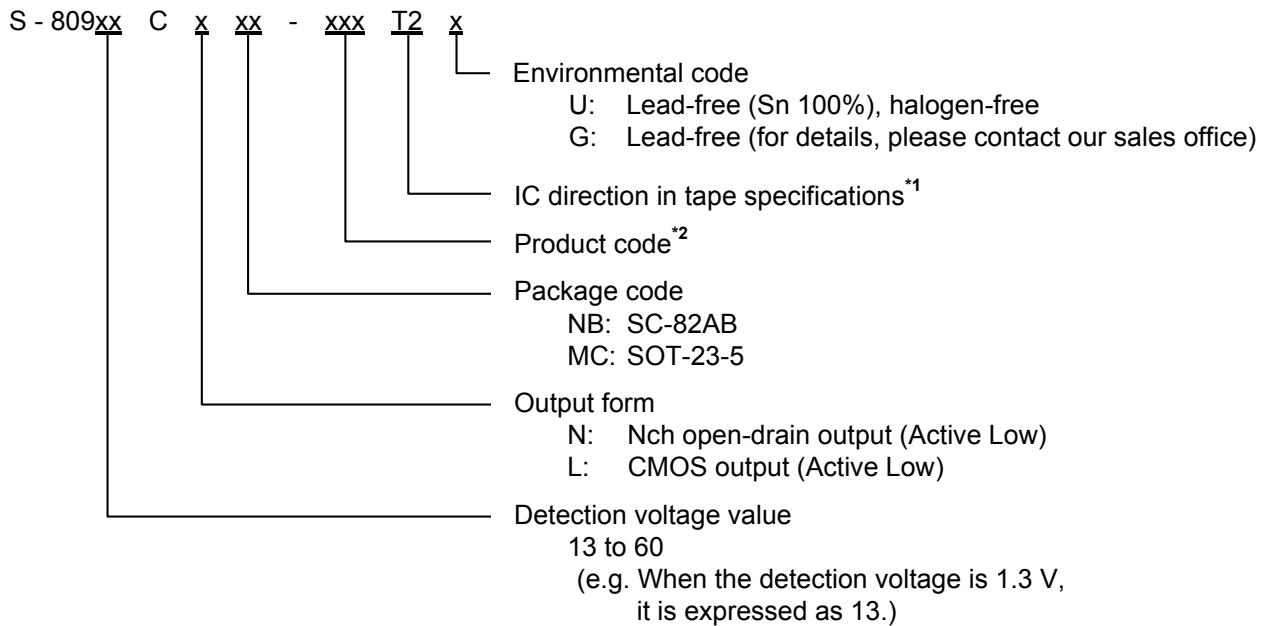 S - 809xx C x xx - xxx T2 x
Environmental code
U: Lead-free (Sn 100%), halogen-free
G: Lead-free (for details, please contact our sales office)
IC direction in tape specifications*1
Product code*2
Package code
NB: SC-82AB
MC: SOT-23-5
Output form
N: Nch open-drain output (Active Low)
L: CMOS output (Active Low)
Detection voltage value
13 to 60
(e.g. When the detection voltage is 1.3 V,
it is expressed as 13.)